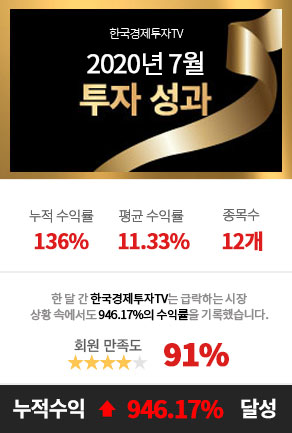 한국경제투자TV
2020년 7월
투자 성과
누적 수익률 평균 수익률 종목수
136% 11.33% 12개
한 달 간 한국경제투자TV는 급락하는 시장
상황 속에서도 946.17%의 수익률을 기록했습니다.
회원 만족도 91%
누적수익 946.17% 달성